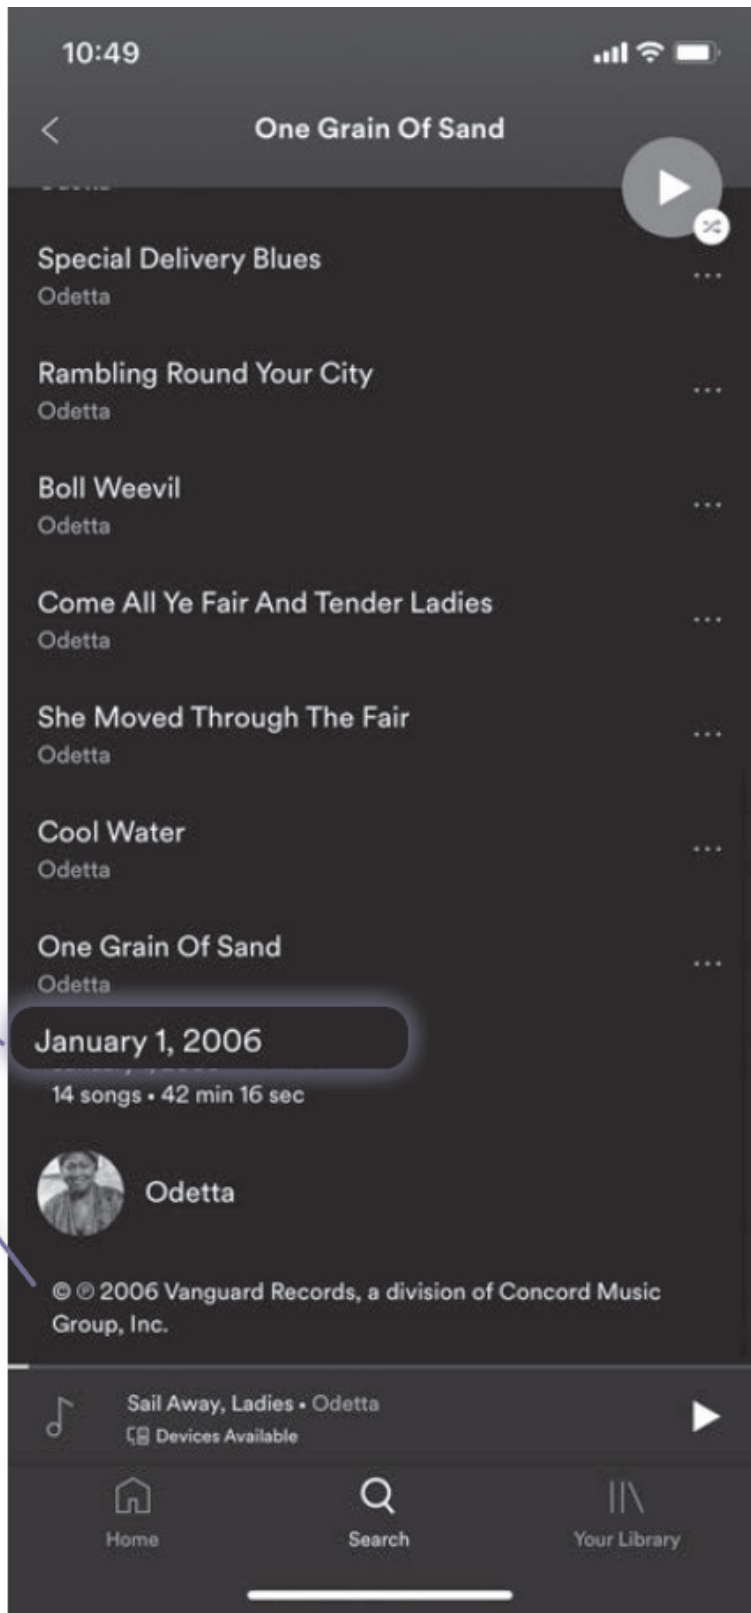 10:49
One Grain Of Sand
Special Delivery Blues
Odetta
Rambling Round Your City
Odetta
Boll Weevil
Odetta
Come All Ye Fair And Tender Ladies
Odetta
She Moved Through The Fair
Odetta
Cool Water
Odetta
One Grain Of Sand
Odetta
January 1, 2006
14 songs • 42 min 16 sec
Odetta
© ℗ 2006 Vanguard Records, a division of Concord Music
Group, Inc.
Sail Away, Ladies • Odetta
Devices Available
Home
Search
Your Library